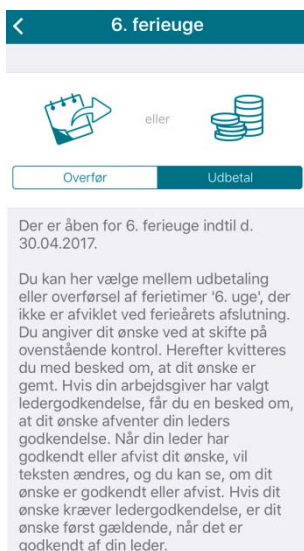 6. ferieuge
eller
Overfør
Udbetal
Der er åben for 6. ferieuge indtil d.
30.04.2017.
Du kan her vælge mellem udbetaling
eller overførsel af ferietimer '6. uge', der
ikke er afviklet ved ferieårets afslutning.
Du angiver dit ønske ved at skifte på
ovenstående kontrol. Herefter kvitteres
du med besked om, at dit ønske er
gemt. Hvis din arbejdsgiver har valgt
ledergodkendelse, får du en besked om,
at dit ønske afventer din leders
godkendelse. Når din leder har
godkendt eller afvist dit ønske, vil
teksten ændres, og du kan se, om dit
ønske er godkendt eller afvist. Hvis dit
ønske kræver ledergodkendelse, er dit
ønske først gældende, når det er
godkendt af din leder.